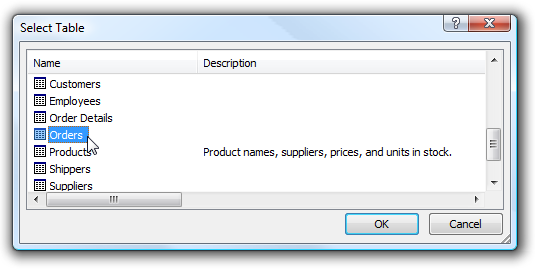 Select Table
Name Description
Customers
Employees
Order Details
Orders
Products Product names, suppliers, prices, and units in stock.
Shippers
Suppliers
OK Cancel